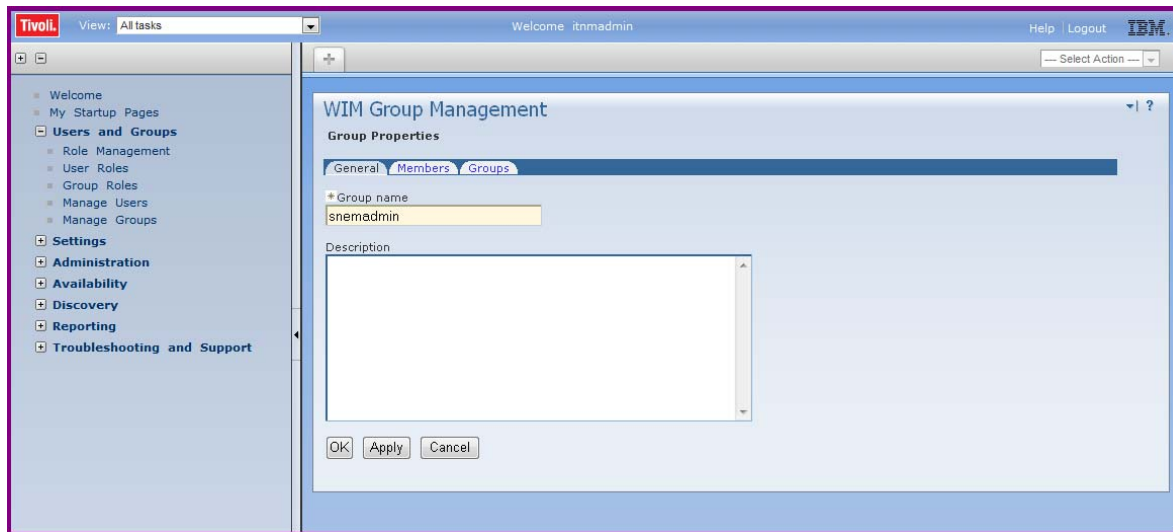 Tivoli. View: All tasks Welcome itnmadmin Help Logout IBM.
--- Select Action ---
Welcome
My Startup Pages
Users and Groups
Role Management
User Roles
Group Roles
Manage Users
Manage Groups
Settings
Administration
Availability
Discovery
Reporting
Troubleshooting and Support
WIM Group Management ?
Group Properties
General Members Groups
*Group name
snemadmin
Description
OK Apply Cancel